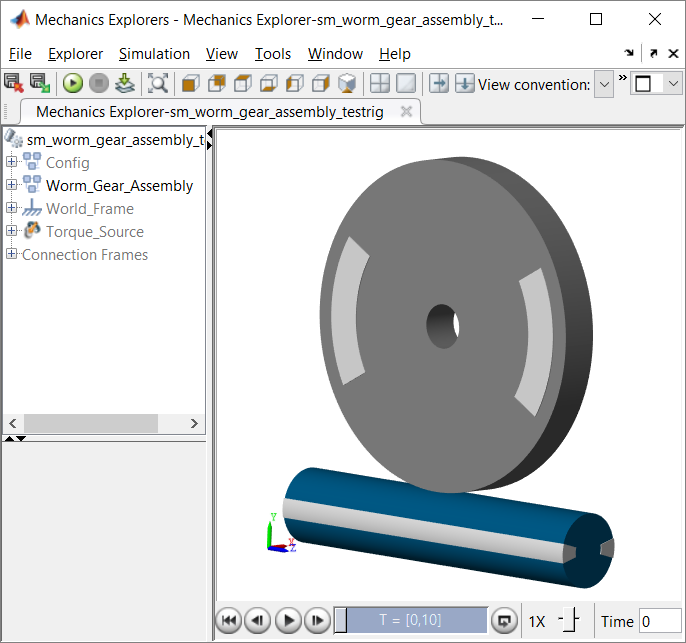 Mechanics Explorers - Mechanics Explorer-sm_worm_gear_assembly_t...
File Explorer Simulation View Tools Window Help
View convention:
Mechanics Explorer-sm_worm_gear_assembly_testrig
sm_worm_gear_assembly_t
Config
Worm_Gear_Assembly
World_Frame
Torque_Source
Connection Frames
Y
X
Z
T = [0,10]
1X
Time 0